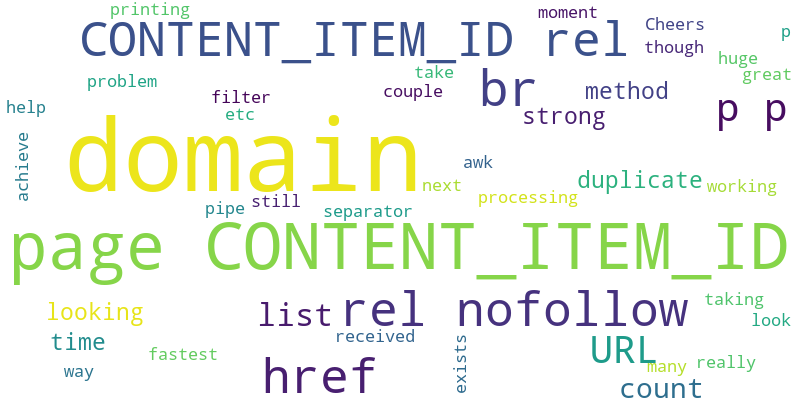 printing
moment
Cheers
p
CONTENT_ITEM_ID rel
though
huge
problem
take
great
br
method
filter
couple
help
etc
strong
p p
domain
achieve
awk
next
duplicate
working
still
processing
pipe
separator
page CONTENT_ITEM_ID
looking
list
rel nofollow
taking
look
time
received
URL
exists
fastest
href
many
really
way
count